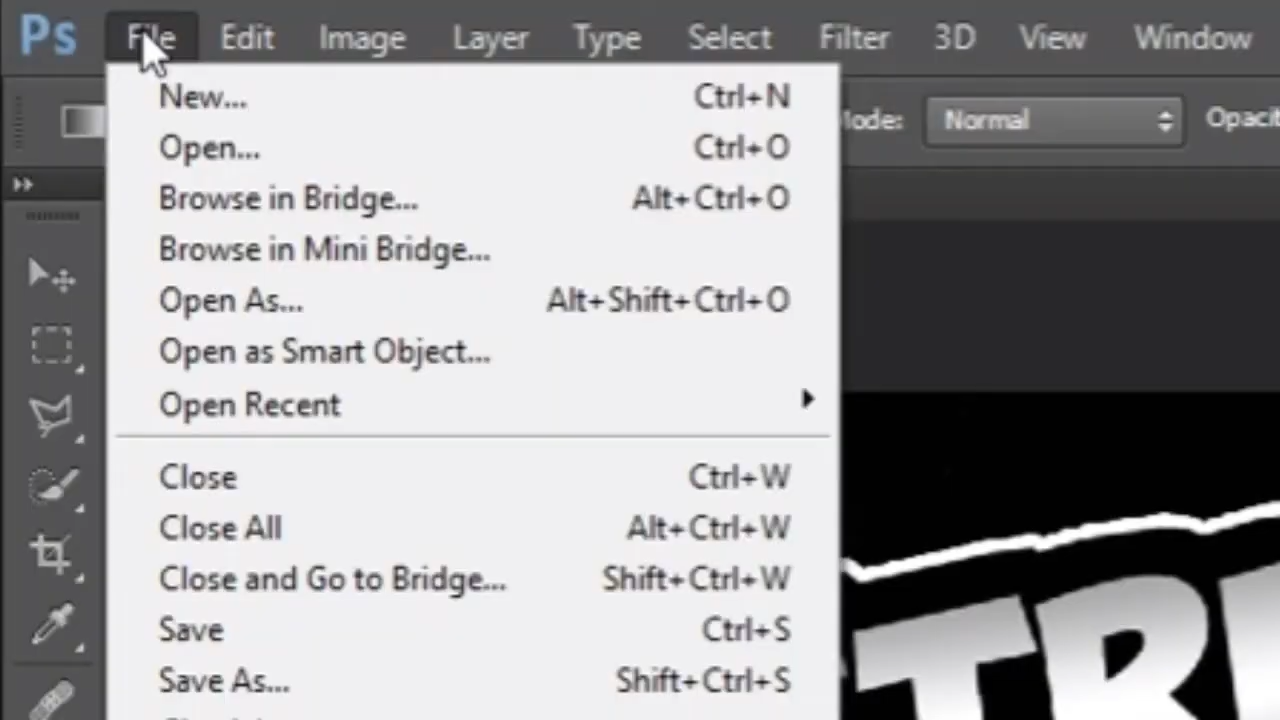 Ps File Edit Image Layer Type Select Filter 3D View Window
New... Ctrl+N
Mode: Normal
Open... Ctrl+O
Browse in Bridge... Alt+Ctrl+O
Browse in Mini Bridge...
Open As... Alt+Shift+Ctrl+O
Open as Smart Object...
Open Recent
Close Ctrl+W
Close All Alt+Ctrl+W
Close and Go to Bridge... Shift+Ctrl+W
Save Ctrl+S
Save As... Shift+Ctrl+S